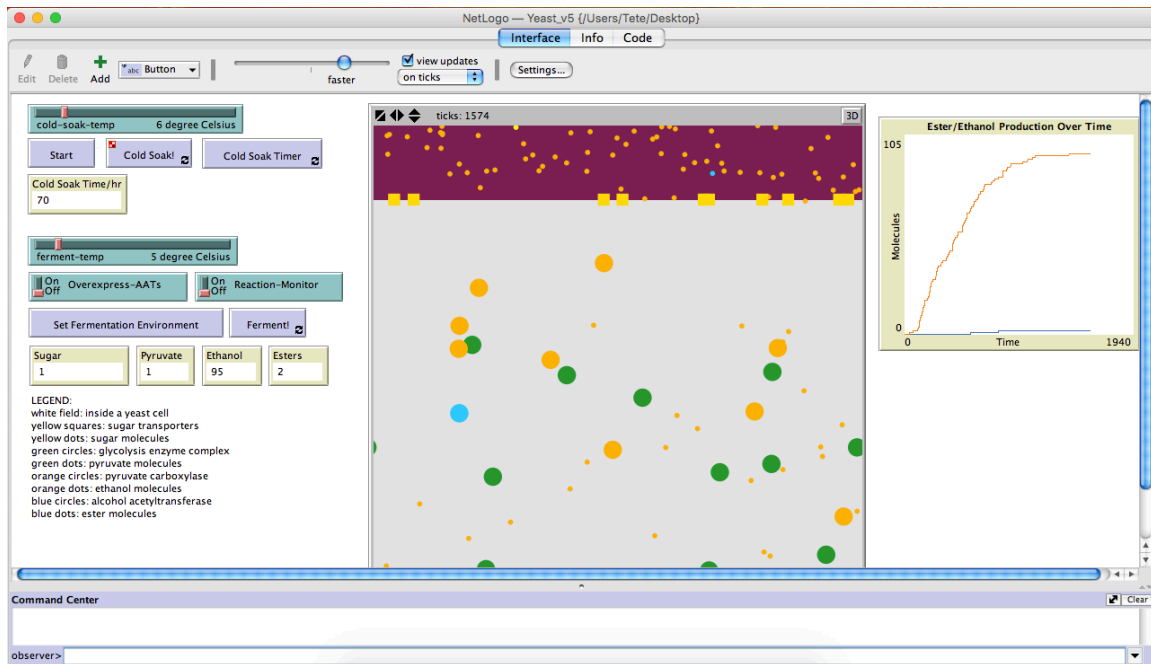 NetLogo — Yeast_v5 {/Users/Tete/Desktop}
Interface Info Code
Edit Delete Add abc Button faster view updates on ticks Settings...
cold-soak-temp 6 degree Celsius
Start Cold Soak! Cold Soak Timer
Cold Soak Time/hr
70
ferment-temp 5 degree Celsius
On Off Overexpress-AATs On Off Reaction-Monitor
Set Fermentation Environment Ferment!
Sugar Pyruvate Ethanol Esters
1 1 95 2
LEGEND:
white field: inside a yeast cell
yellow squares: sugar transporters
yellow dots: sugar molecules
green circles: glycolysis enzyme complex
green dots: pyruvate molecules
orange circles: pyruvate carboxylase
orange dots: ethanol molecules
blue circles: alcohol acetyltransferase
blue dots: ester molecules
ticks: 1574 3D
Ester/Ethanol Production Over Time
105
Molecules
0
0 Time 1940
Command Center Clear
observer>